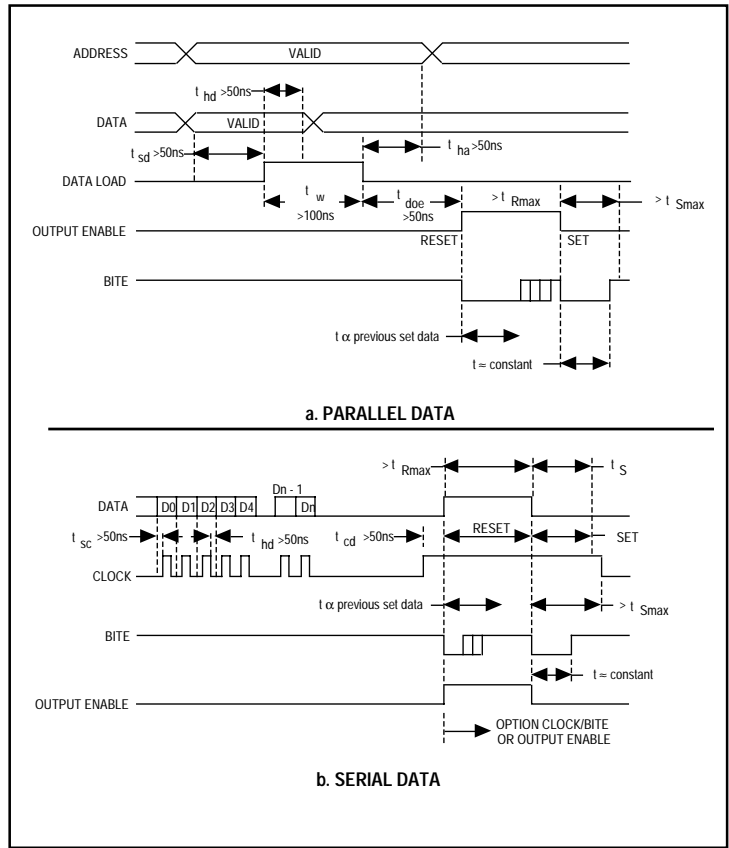 ADDRESS VALID
t hd >50ns
DATA VALID
t sd >50ns t ha >50ns
DATA LOAD
t w >100ns t doe >50ns > t Rmax > t Smax
OUTPUT ENABLE RESET SET
BITE
t α previous set data
t ≈ constant
a. PARALLEL DATA
> t Rmax t S
Dn - 1
DATA D0 D1 D2 D3 D4 Dn
t sc >50ns t hd >50ns t cd >50ns RESET SET
CLOCK
t α previous set data > t Smax
BITE
t ≈ constant
OUTPUT ENABLE
OPTION CLOCK/BITE
OR OUTPUT ENABLE
b. SERIAL DATA